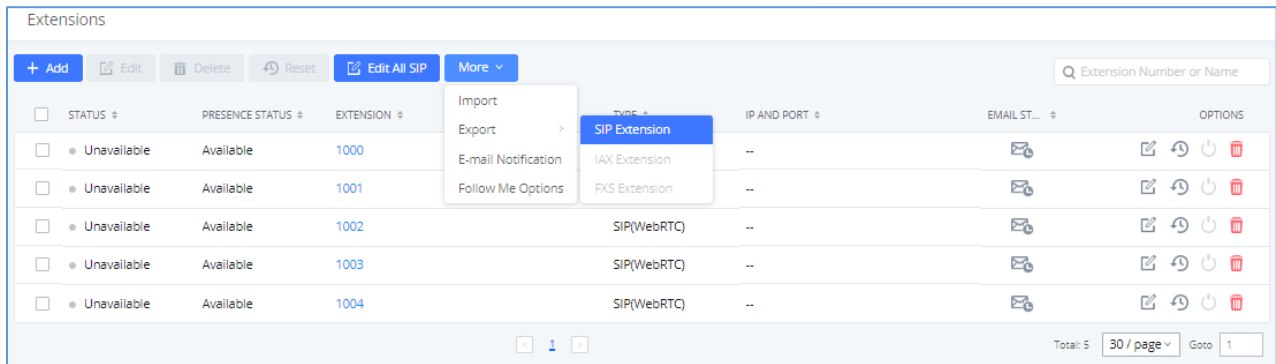 Extensions
+ Add Edit Delete Reset Edit All SIP More
Extension Number or Name
Import
Export
E-mail Notification
Follow Me Options
SIP Extension
IAX Extension
FXS Extension
STATUS PRESENCE STATUS EXTENSION TYPE IP AND PORT EMAIL ST... OPTIONS
Unavailable Available 1000 --
Unavailable Available 1001 --
Unavailable Available 1002 SIP(WebRTC) --
Unavailable Available 1003 SIP(WebRTC) --
Unavailable Available 1004 SIP(WebRTC) --
< 1 > Total: 5 30 / page Goto 1